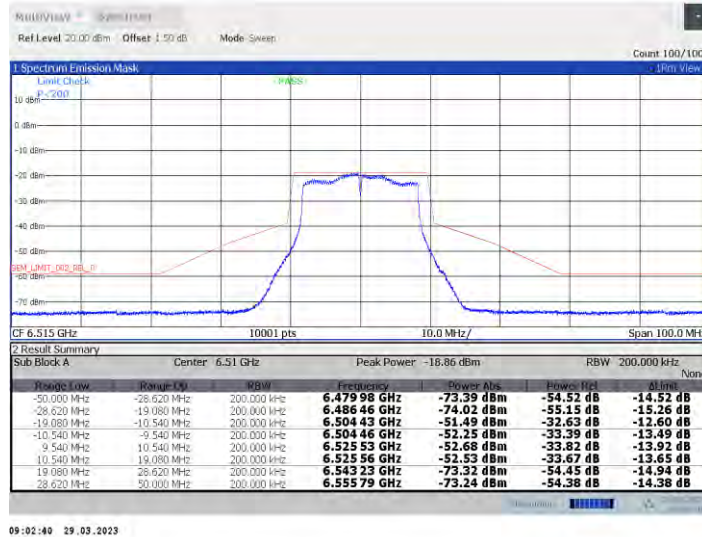 MultiView Spectrum
Ref Level 20.00 dBm Offset 1.50 dB Mode Sweep
Count 100/100
1 Spectrum Emission Mask 1Rm View
Limit Check PASS
P<200
10 dBm
0 dBm
-10 dBm
-20 dBm
-30 dBm
-40 dBm
-50 dBm
-60 dBm
-70 dBm
CF 6.515 GHz 10001 pts 10.0 MHz/ Span 100.0 MH
2 Result Summary
Sub Block A Center 6.51 GHz Peak Power -18.86 dBm RBW 200.000 kHz
Non
Range Low Range Up RBW Frequency Power Abs Power Rel ΔLimit
-50.000 MHz -28.620 MHz 200.000 kHz 6.479 98 GHz -73.39 dBm -54.52 dB -14.52 dB
-28.620 MHz -19.080 MHz 200.000 kHz 6.486 46 GHz -74.02 dBm -55.15 dB -15.26 dB
-19.080 MHz -10.540 MHz 200.000 kHz 6.504 43 GHz -51.49 dBm -32.63 dB -12.60 dB
-10.540 MHz -9.540 MHz 200.000 kHz 6.504 46 GHz -52.25 dBm -33.39 dB -13.49 dB
9.540 MHz 10.540 MHz 200.000 kHz 6.525 53 GHz -52.68 dBm -33.82 dB -13.92 dB
10.540 MHz 19.080 MHz 200.000 kHz 6.525 56 GHz -52.53 dBm -33.67 dB -13.65 dB
19.080 MHz 28.620 MHz 200.000 kHz 6.543 23 GHz -73.32 dBm -54.45 dB -14.94 dB
28.620 MHz 50.000 MHz 200.000 kHz 6.555 79 GHz -73.24 dBm -54.38 dB -14.38 dB
09:02:40 29.03.2023